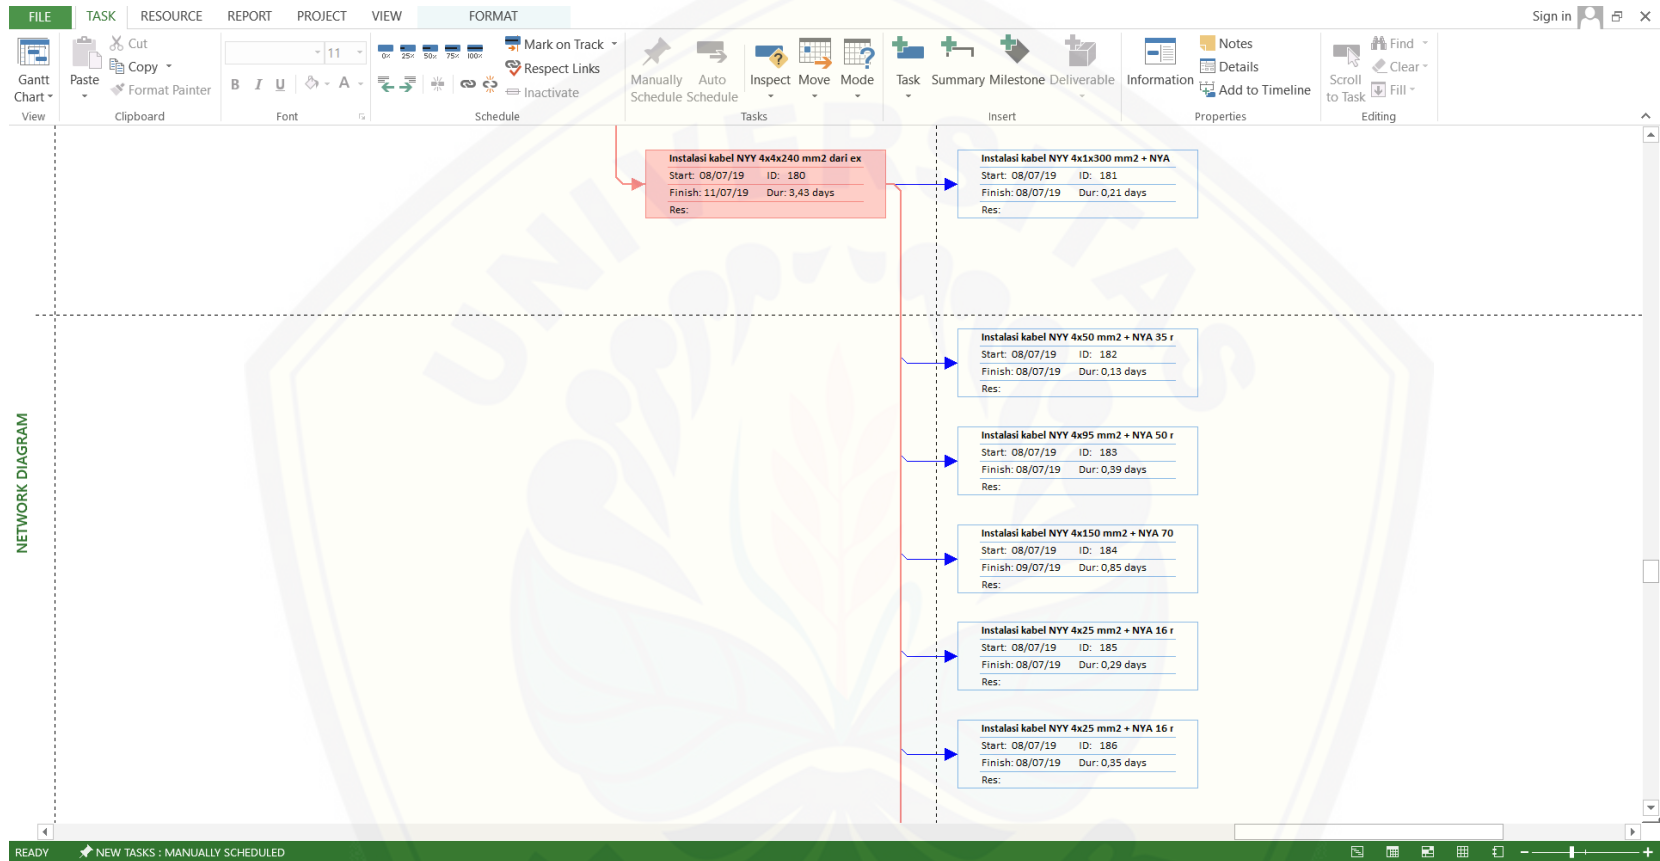 FILE TASK RESOURCE REPORT PROJECT VIEW FORMAT Sign in
Gantt Chart
View
Paste
Cut
Copy
Format Painter
Clipboard
11
B I U A
Font
0% 25% 50% 75% 100%
Mark on Track
Respect Links
Inactivate
Schedule
Manually Schedule
Auto Schedule
Inspect
Move
Mode
Tasks
Task
Summary
Milestone
Deliverable
Insert
Information
Notes
Details
Add to Timeline
Properties
Scroll to Task
Find
Clear
Fill
Editing
UNIVERSITAS
NETWORK DIAGRAM
Instalasi kabel NYY 4x4x240 mm2 dari ex
Start: 08/07/19 ID: 180
Finish: 11/07/19 Dur: 3,43 days
Res:
Instalasi kabel NYY 4x1x300 mm2 + NYA
Start: 08/07/19 ID: 181
Finish: 08/07/19 Dur: 0,21 days
Res:
Instalasi kabel NYY 4x50 mm2 + NYA 35 r
Start: 08/07/19 ID: 182
Finish: 08/07/19 Dur: 0,13 days
Res:
Instalasi kabel NYY 4x95 mm2 + NYA 50 r
Start: 08/07/19 ID: 183
Finish: 08/07/19 Dur: 0,39 days
Res:
Instalasi kabel NYY 4x150 mm2 + NYA 70
Start: 08/07/19 ID: 184
Finish: 09/07/19 Dur: 0,85 days
Res:
Instalasi kabel NYY 4x25 mm2 + NYA 16 r
Start: 08/07/19 ID: 185
Finish: 08/07/19 Dur: 0,29 days
Res:
Instalasi kabel NYY 4x25 mm2 + NYA 16 r
Start: 08/07/19 ID: 186
Finish: 08/07/19 Dur: 0,35 days
Res:
READY NEW TASKS : MANUALLY SCHEDULED